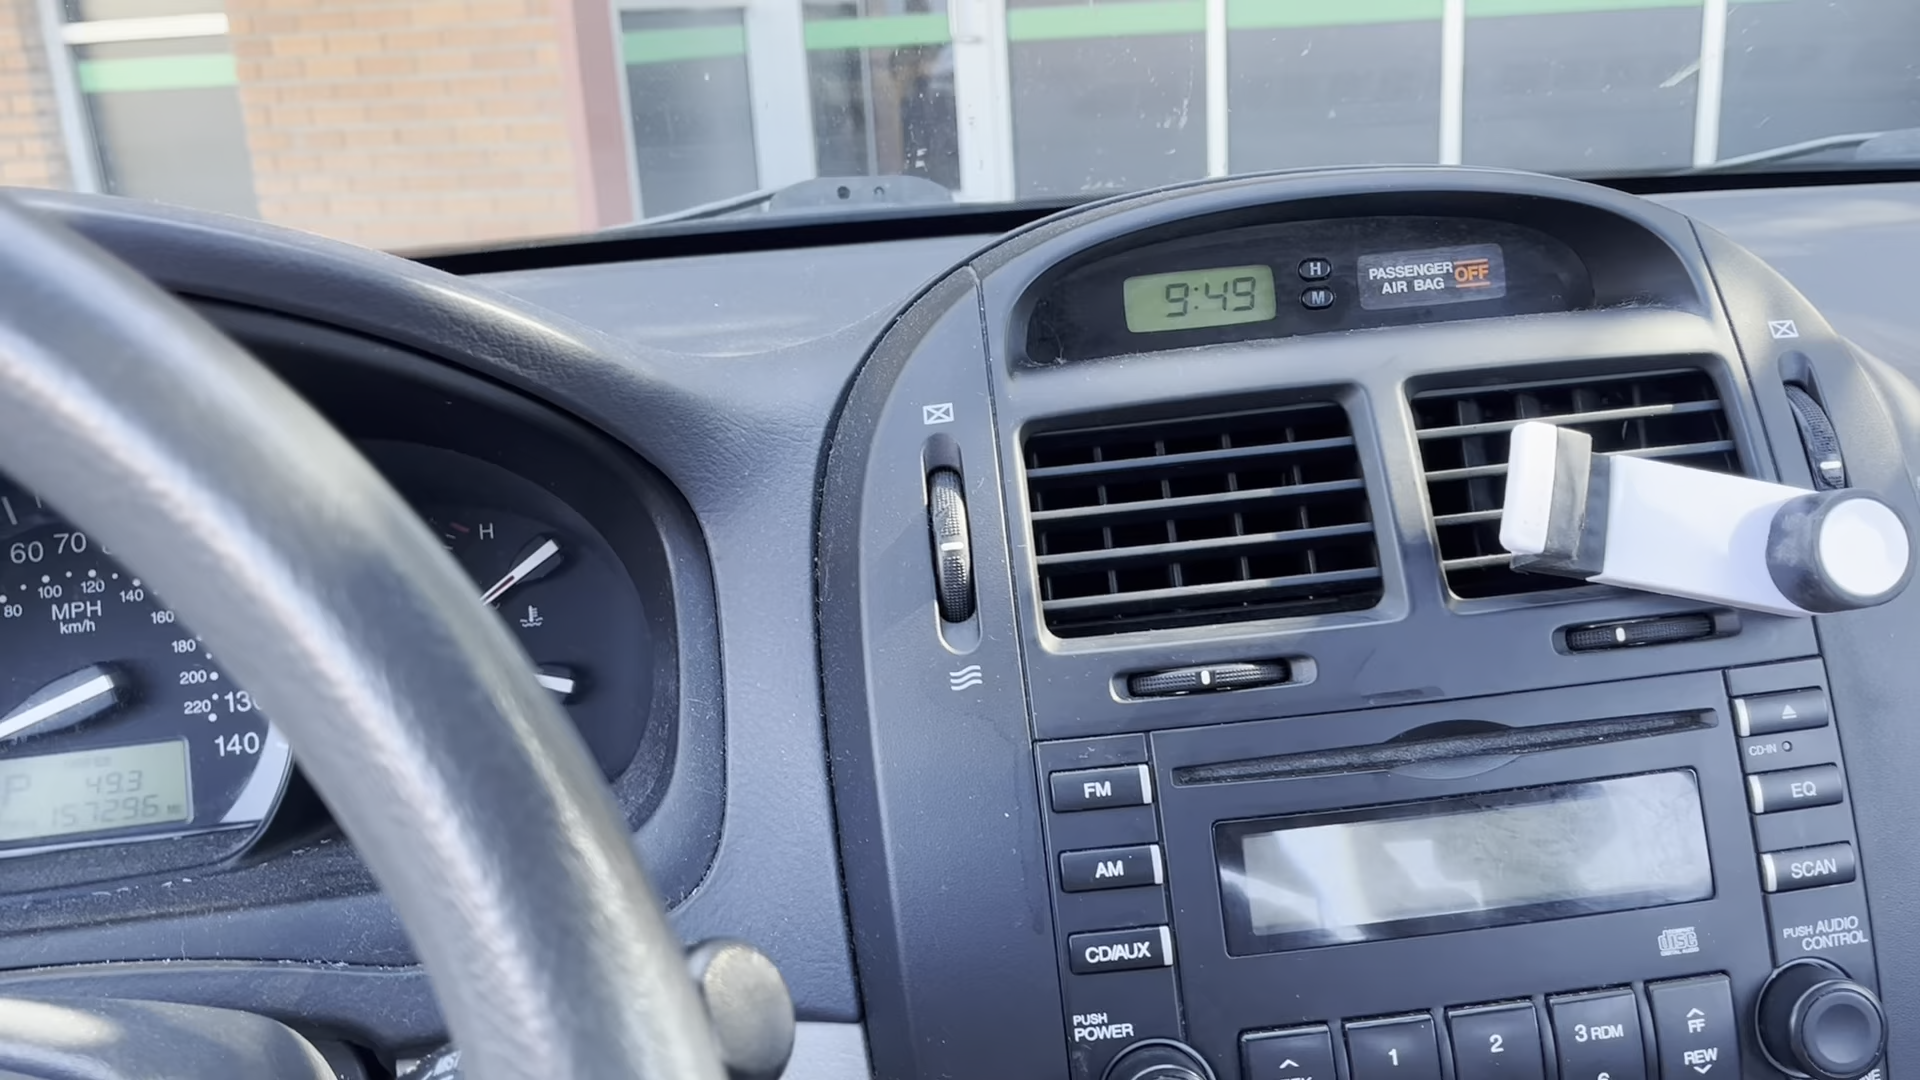 9:49
H
M
PASSENGER OFF
AIR BAG
H
60 70
80 100 120 140 160 180 200 220
MPH
km/h
140
P 49.3
157296
FM
AM
CD/AUX
PUSH
POWER
CD-IN
EQ
SCAN
PUSH AUDIO
CONTROL
disc
1
2
3 RDM
FF
REW